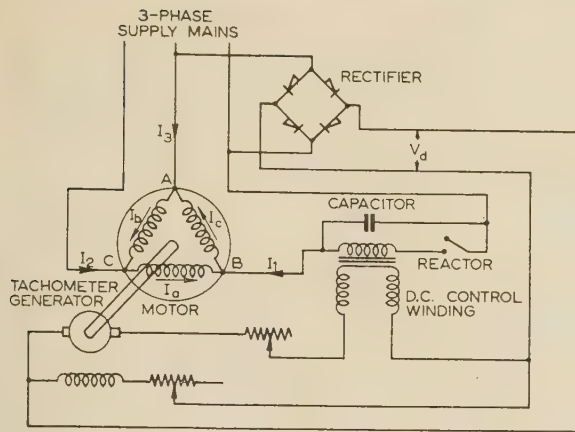 3-PHASE
SUPPLY MAINS
RECTIFIER
I3
Vd
A
CAPACITOR
Ib
Ic
I2
C
B
I1
REACTOR
TACHOMETER
GENERATOR
Ia
MOTOR
D.C. CONTROL
WINDING